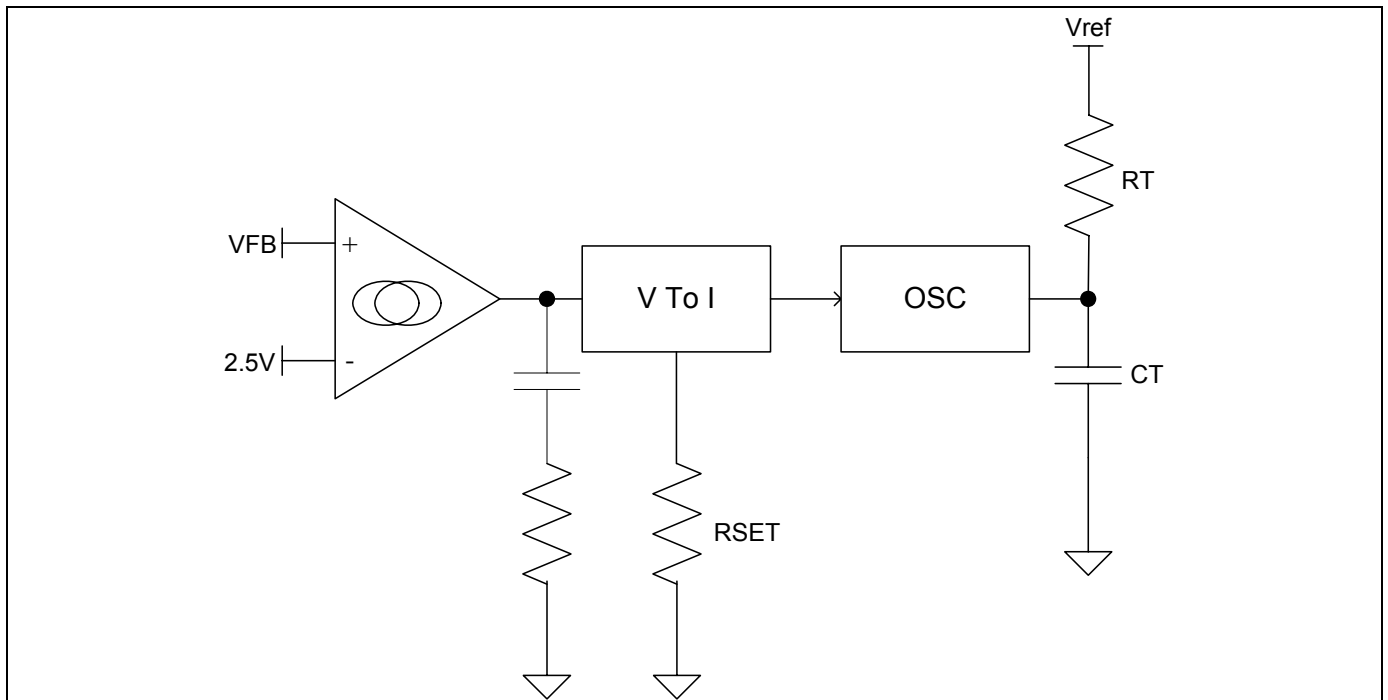 Vref
RT
VFB
+
V To I
OSC
2.5V
-
CT
RSET